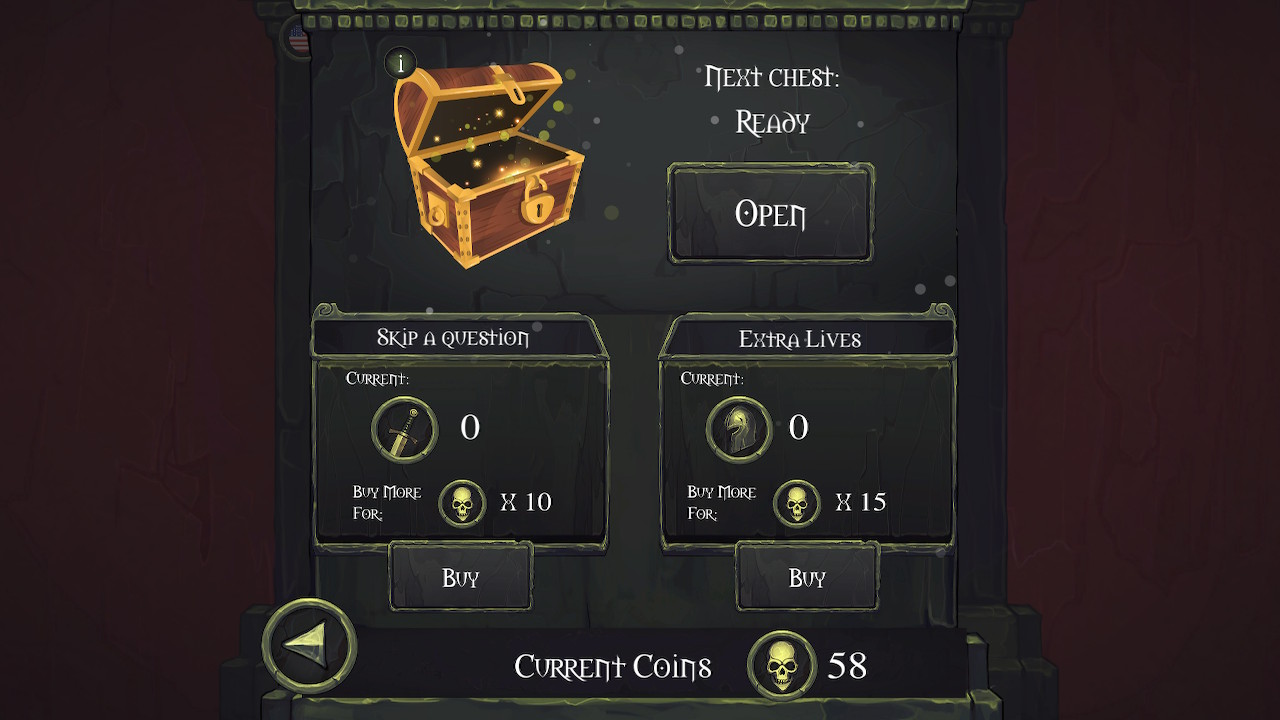 i
Next chest:
Ready
Open
Skip a question
Extra Lives
Current:
0
Buy More
For:
X 10
Buy
Current:
0
Buy More
For:
X 15
Buy
Current Coins
58